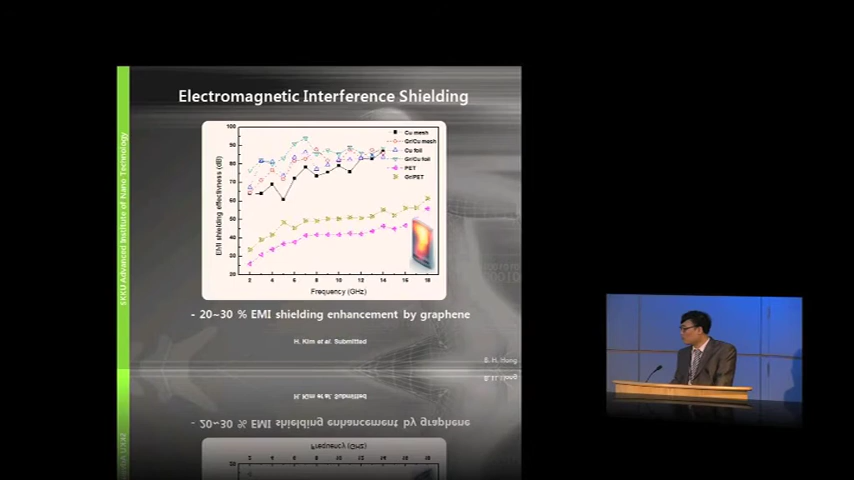 Electromagnetic Interference Shielding
SKKU Advanced Institute of Nano Technology
EMI shielding effectivness (dB)
100
90
80
70
60
50
40
30
20
Cu mesh
Gr/Cu mesh
Cu foil
Gr/Cu foil
PET
Gr/PET
2 4 6 8 10 12 14 16 18
Frequency (GHz)
- 20~30 % EMI shielding enhancement by graphene
H. Kim et al. Submitted
B. H. Hong